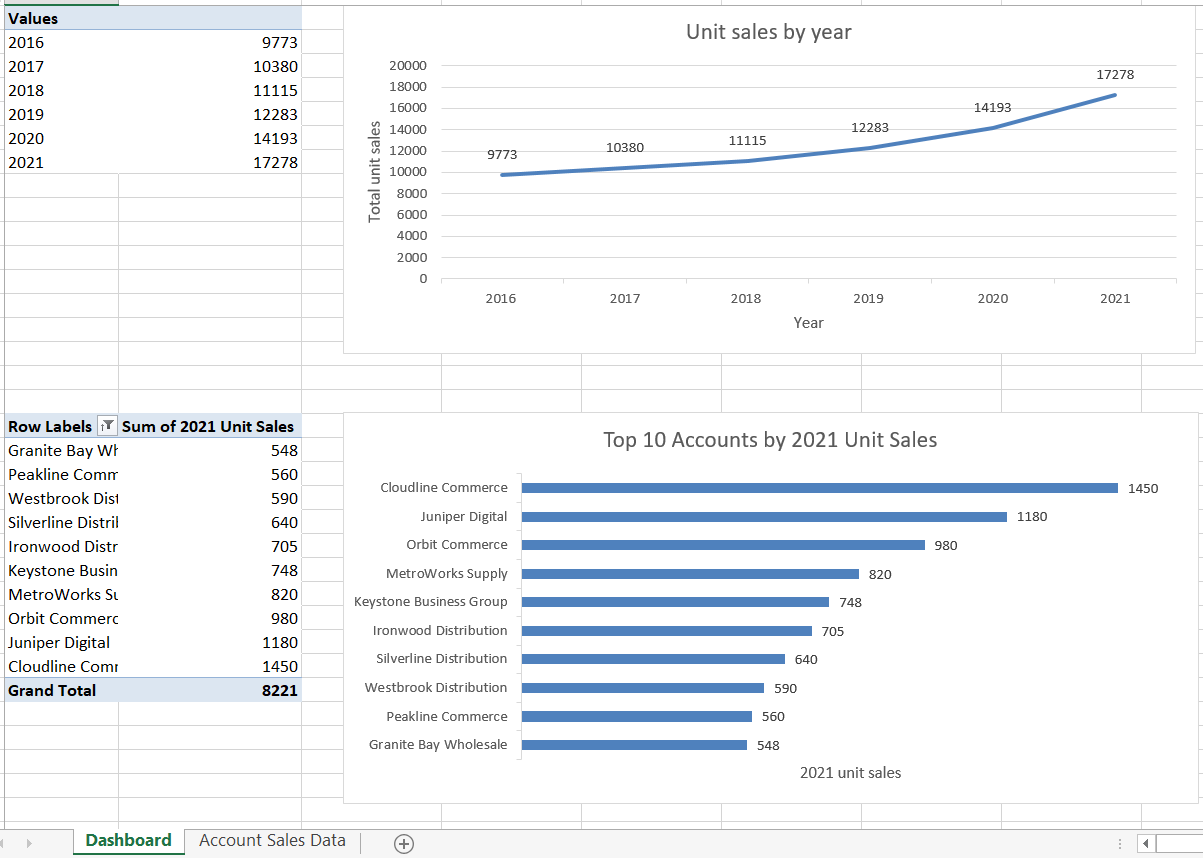 Values
2016 9773
2017 10380
2018 11115
2019 12283
2020 14193
2021 17278
Unit sales by year
Total unit sales
20000
18000
16000
14000
12000
10000
8000
6000
4000
2000
0
9773
10380
11115
12283
14193
17278
2016 2017 2018 2019 2020 2021
Year
Row Labels Sum of 2021 Unit Sales
Granite Bay Wh 548
Peakline Comm 560
Westbrook Dist 590
Silverline Distril 640
Ironwood Distr 705
Keystone Busin 748
MetroWorks Su 820
Orbit Commerc 980
Juniper Digital 1180
Cloudline Comm 1450
Grand Total 8221
Top 10 Accounts by 2021 Unit Sales
Cloudline Commerce 1450
Juniper Digital 1180
Orbit Commerce 980
MetroWorks Supply 820
Keystone Business Group 748
Ironwood Distribution 705
Silverline Distribution 640
Westbrook Distribution 590
Peakline Commerce 560
Granite Bay Wholesale 548
2021 unit sales
Dashboard Account Sales Data